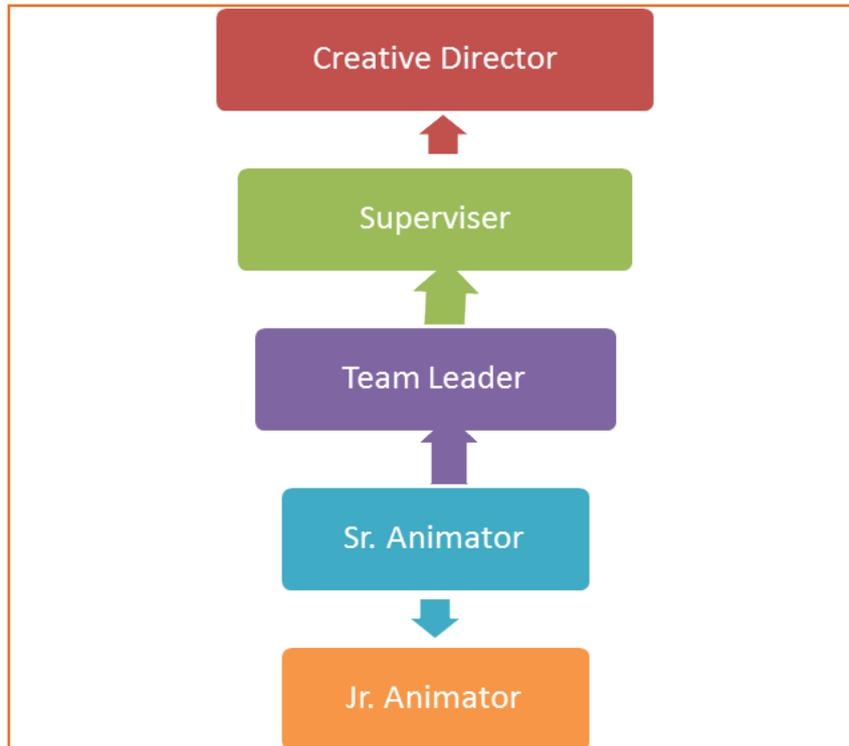 Creative Director
Superviser
Team Leader
Sr. Animator
Jr. Animator